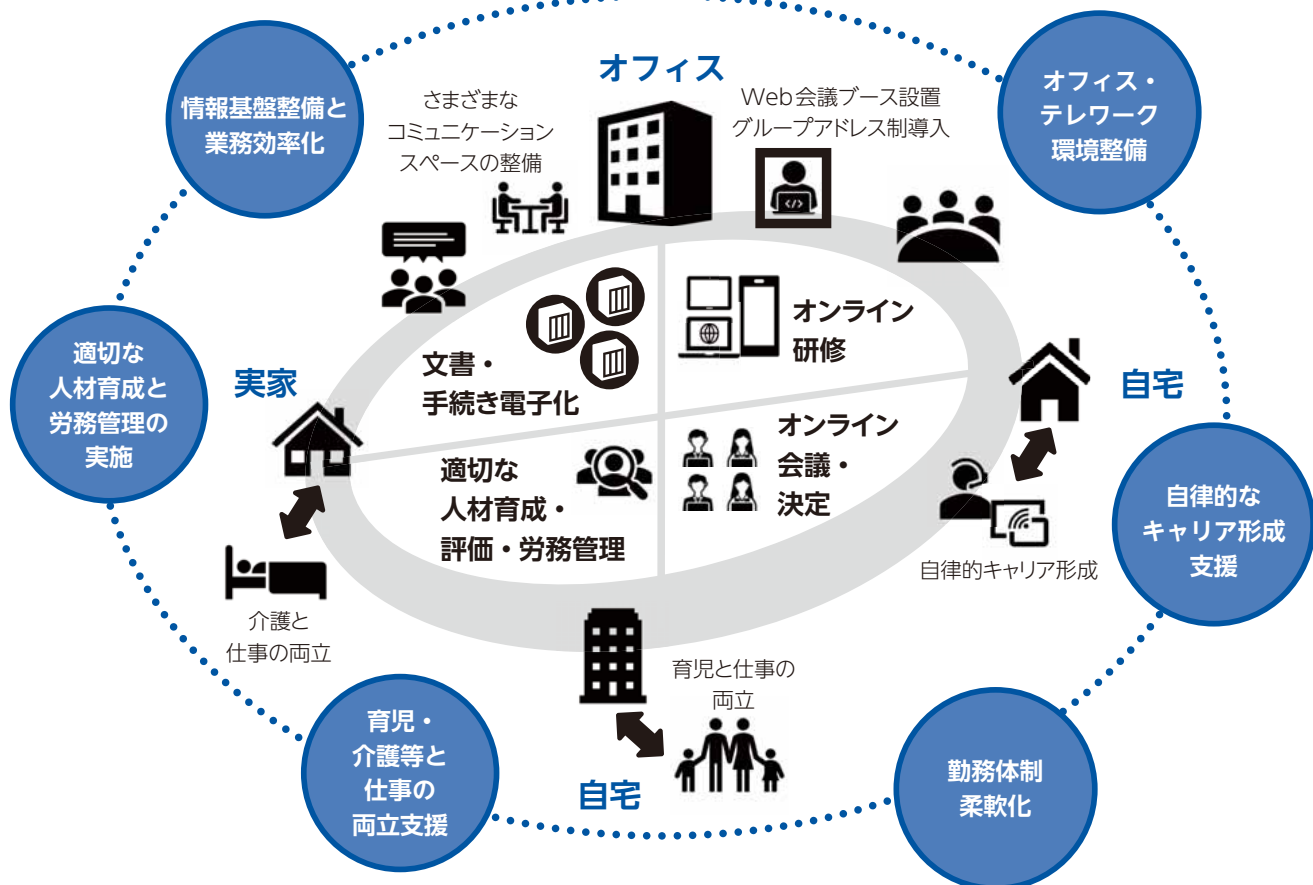 オフィス
情報基盤整備と
業務効率化
さまざまな
コミュニケーション
スペースの整備
Web会議ブース設置
グループアドレス制導入
オフィス・
テレワーク
環境整備
適切な
人材育成と
労務管理の
実施
実家
文書・
手続き電子化
オンライン
研修
自宅
適切な
人材育成・
評価・労務管理
オンライン
会議・
決定
自律的キャリア形成
自律的な
キャリア形成
支援
介護と
仕事の両立
育児・
介護等と
仕事の
両立支援
育児と仕事の
両立
自宅
勤務体制
柔軟化